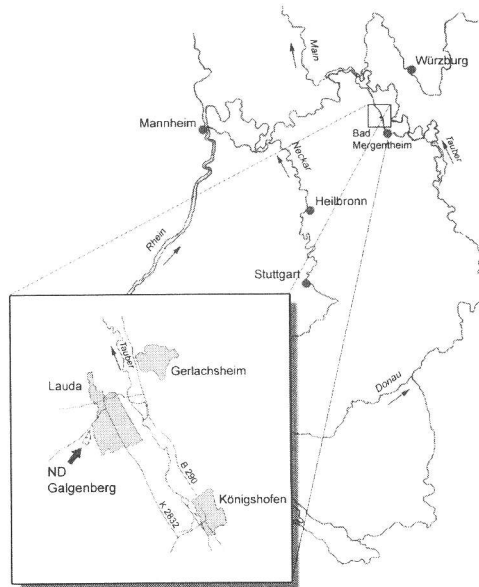 Main
Würzburg
Mannheim
Bad
Mergentheim
Tauber
Neckar
Heilbronn
Rhein
Stuttgart
Donau
Tauber
Gerlachsheim
Lauda
ND
Galgenberg
B 290
K 2832
Königshofen